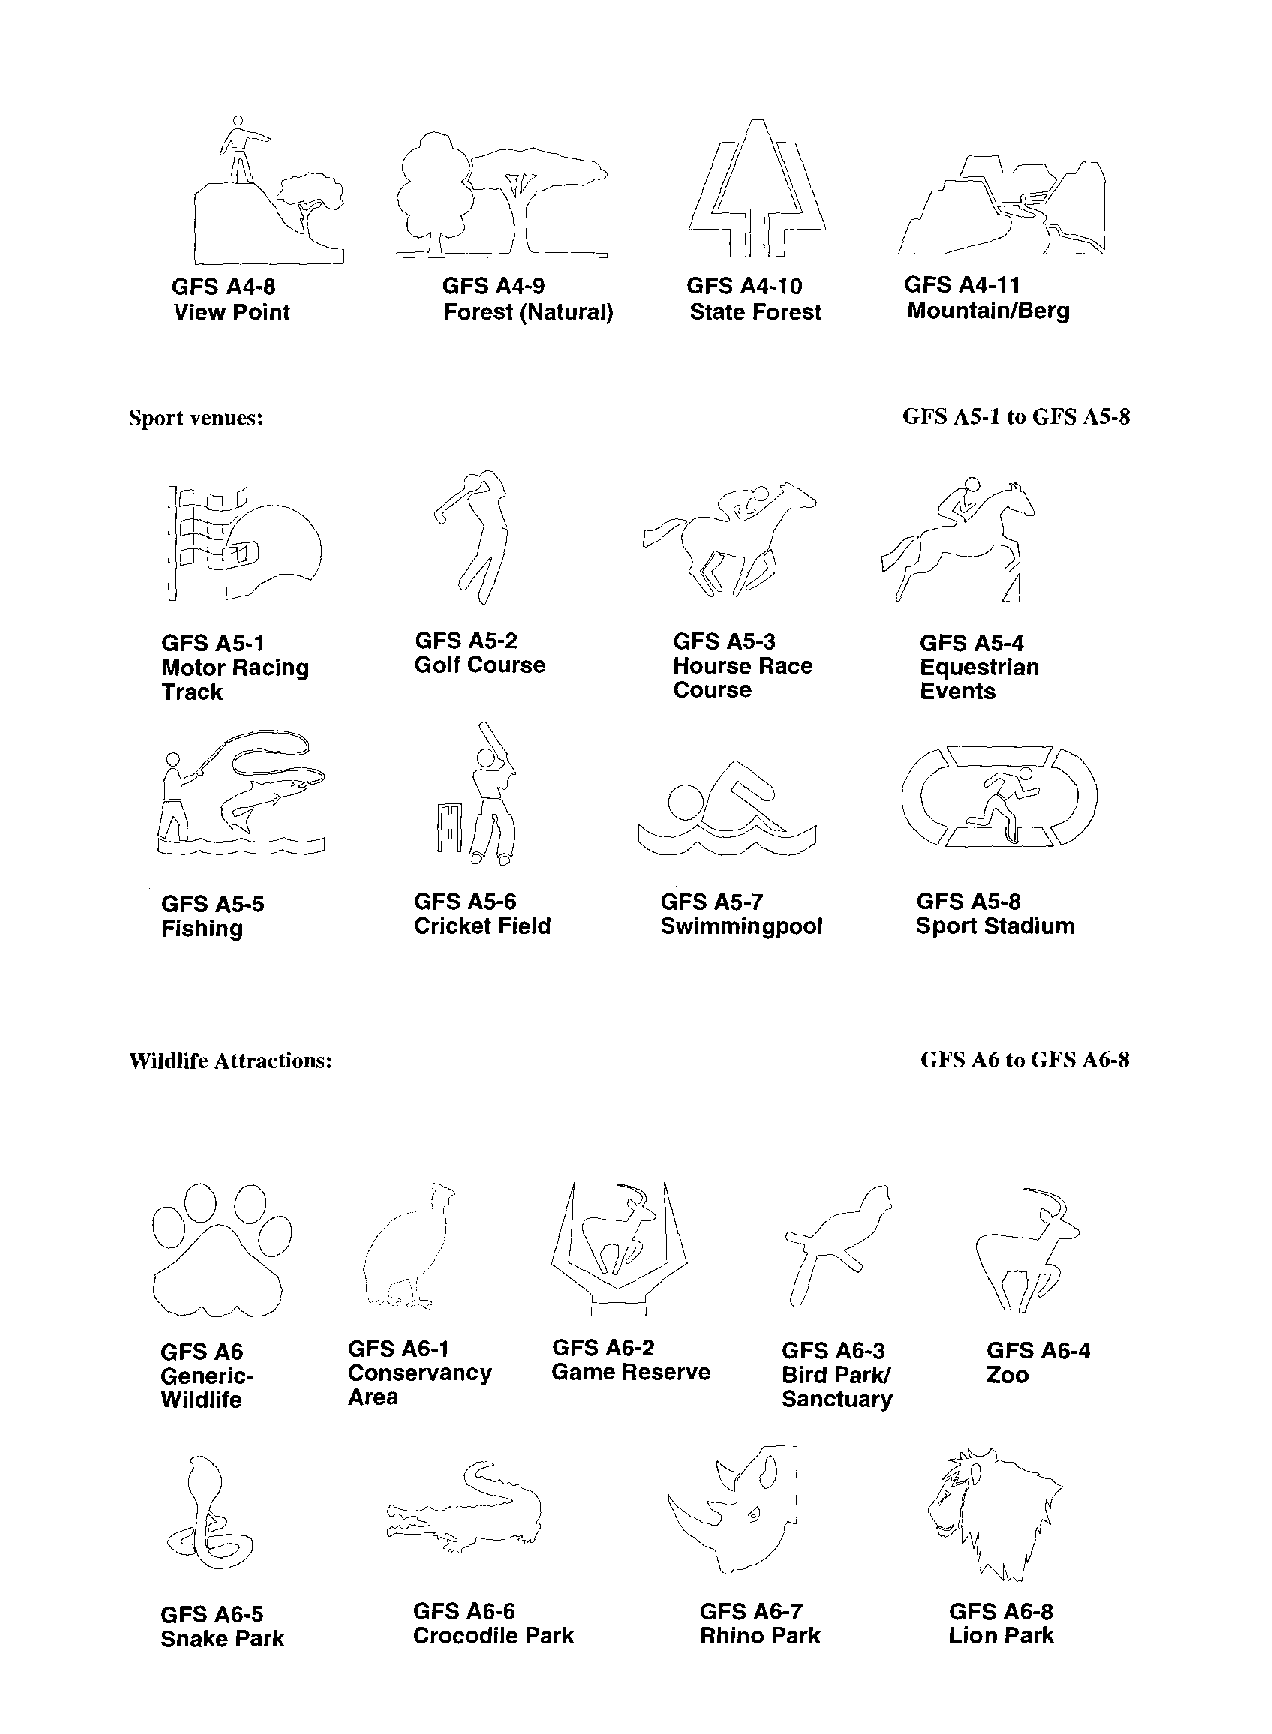 GFS A4-8 GFS A4-9 GFS A4-10 GFS A4-11
View Point Forest (Natural) State Forest Mountain/Berg
Sport venues: GFS A5-1 to GFS A5-8
GFS A5-1 GFS A5-2 GFS A5-3 GFS A5-4
Motor Racing Golf Course Hourse Race Equestrian
Track Course Events
GFS A5-5 GFS A5-6 GFS A5-7 GFS A5-8
Fishing Cricket Field Swimmingpool Sport Stadium
Wildlife Attractions: GFS A6 to GFS A6-8
GFS A6 GFS A6-1 GFS A6-2 GFS A6-3 GFS A6-4
Generic- Conservancy Game Reserve Bird Park/ Zoo
Wildlife Area Sanctuary
GFS A6-5 GFS A6-6 GFS A6-7 GFS A6-8
Snake Park Crocodile Park Rhino Park Lion Park